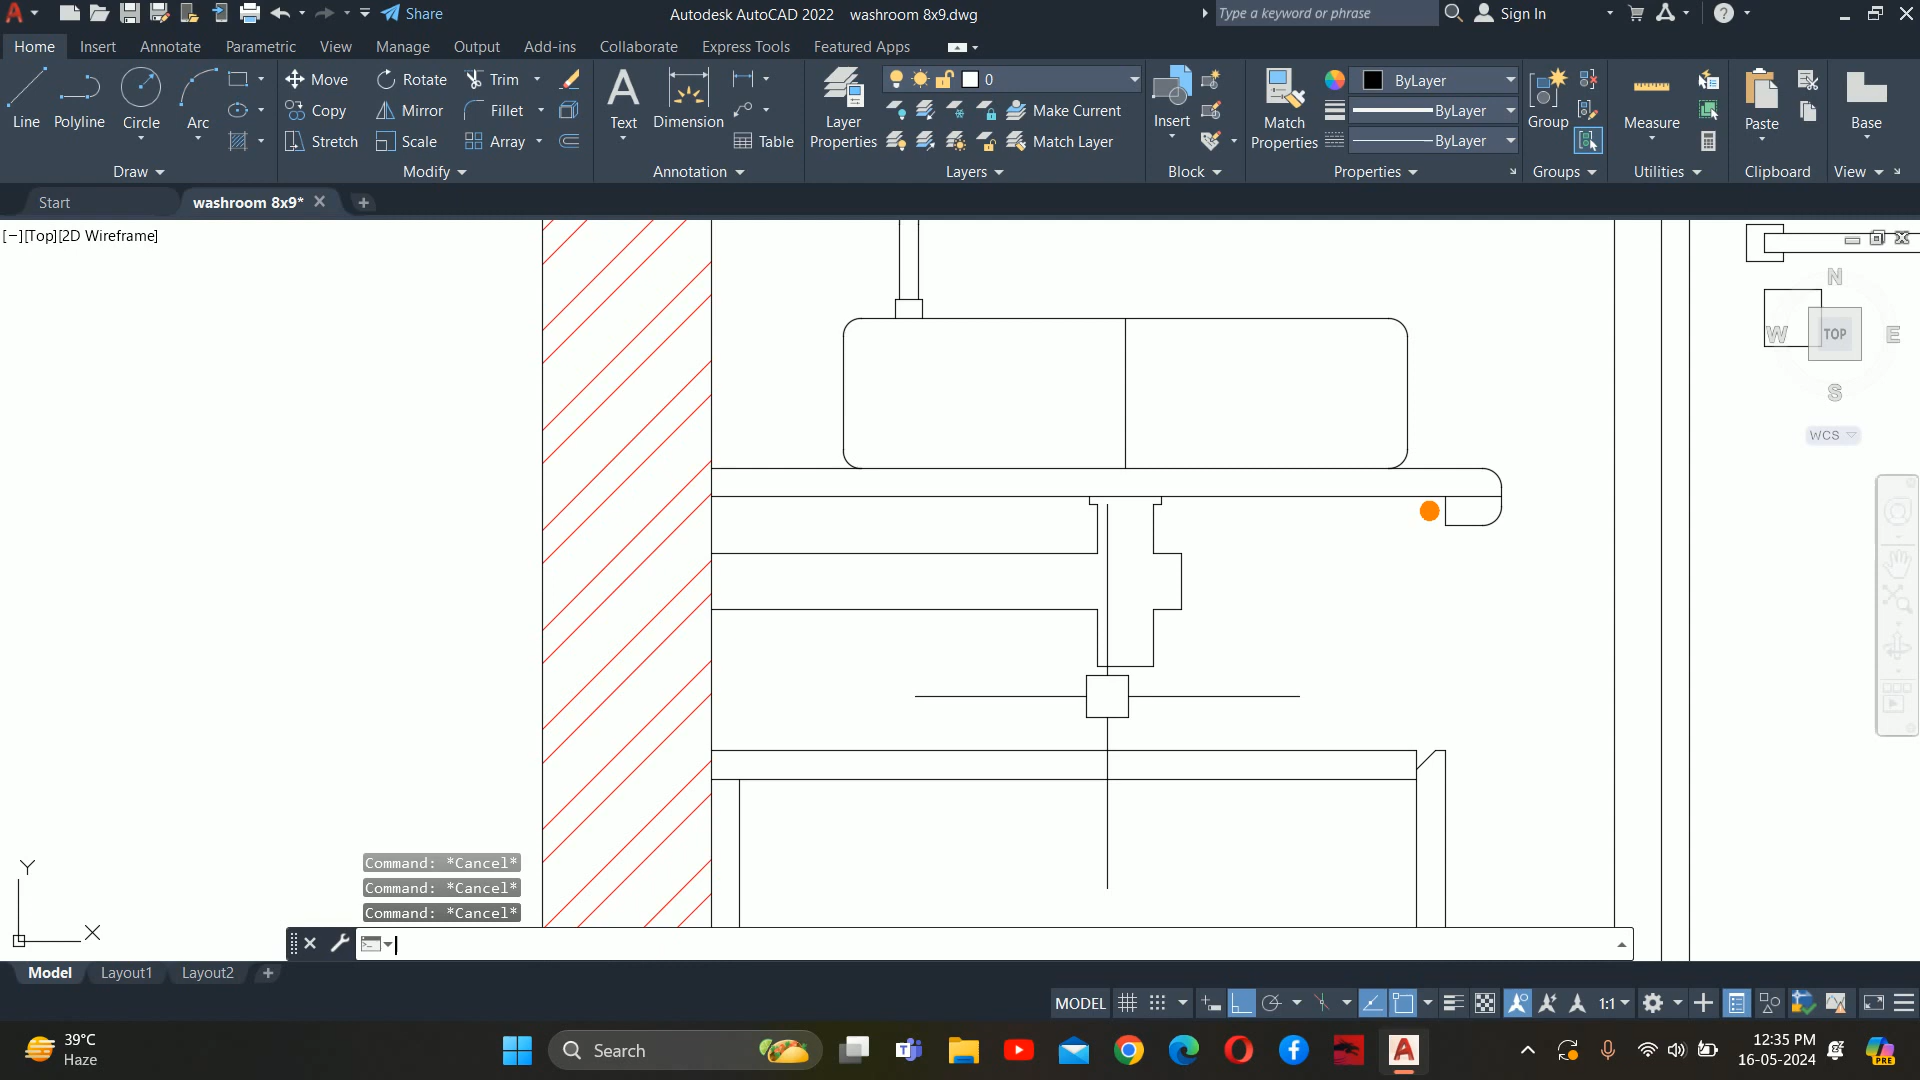 Share
Autodesk AutoCAD 2022 washroom 8x9.dwg
Type a keyword or phrase
Sign In
Home Insert Annotate Parametric View Manage Output Add-ins Collaborate Express Tools Featured Apps
Line Polyline Circle Arc
Move Rotate Trim
Copy Mirror Fillet
Stretch Scale Array
Text Dimension Table
Layer Properties
0
Make Current
Match Layer
Insert
Match Properties
ByLayer
ByLayer
ByLayer
Group
Measure
Paste
Base
Draw Modify Annotation Layers Block Properties Groups Utilities Clipboard View
Start washroom 8x9*
[−][Top][2D Wireframe]
N
W TOP E
S
WCS
Y
X
Command: *Cancel*
Command: *Cancel*
Command: *Cancel*
Model Layout1 Layout2
MODEL 1:1
39°C
Haze
Search
12:35 PM
16-05-2024
PRE